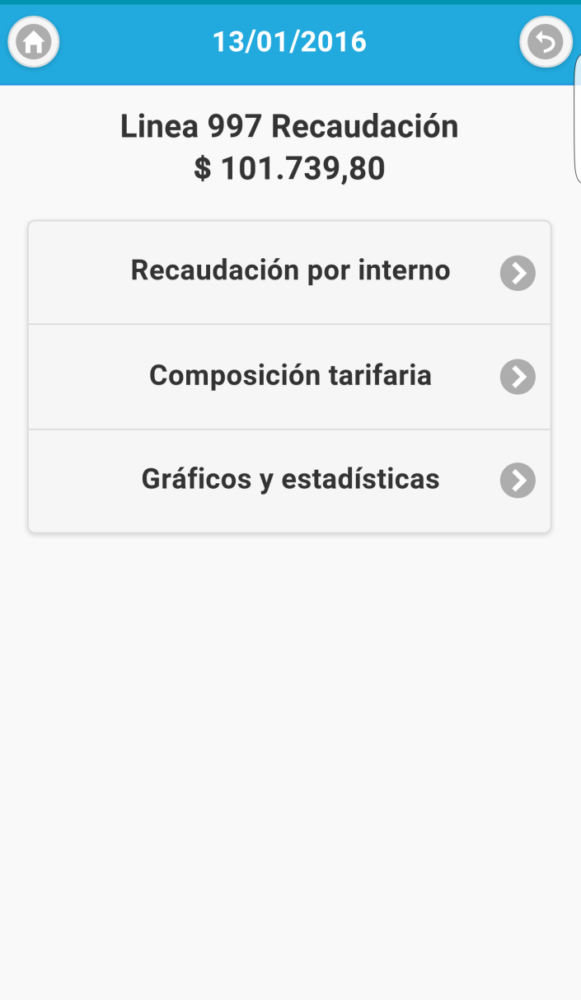 13/01/2016
Linea 997 Recaudación
$ 101.739,80
Recaudación por interno
Composición tarifaria
Gráficos y estadísticas